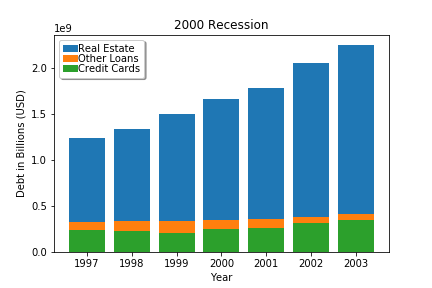 2000 Recession
1e9
Real Estate
Other Loans
Credit Cards
2.0
1.5
1.0
0.5
0.0
Debt in Billions (USD)
1997 1998 1999 2000 2001 2002 2003
Year